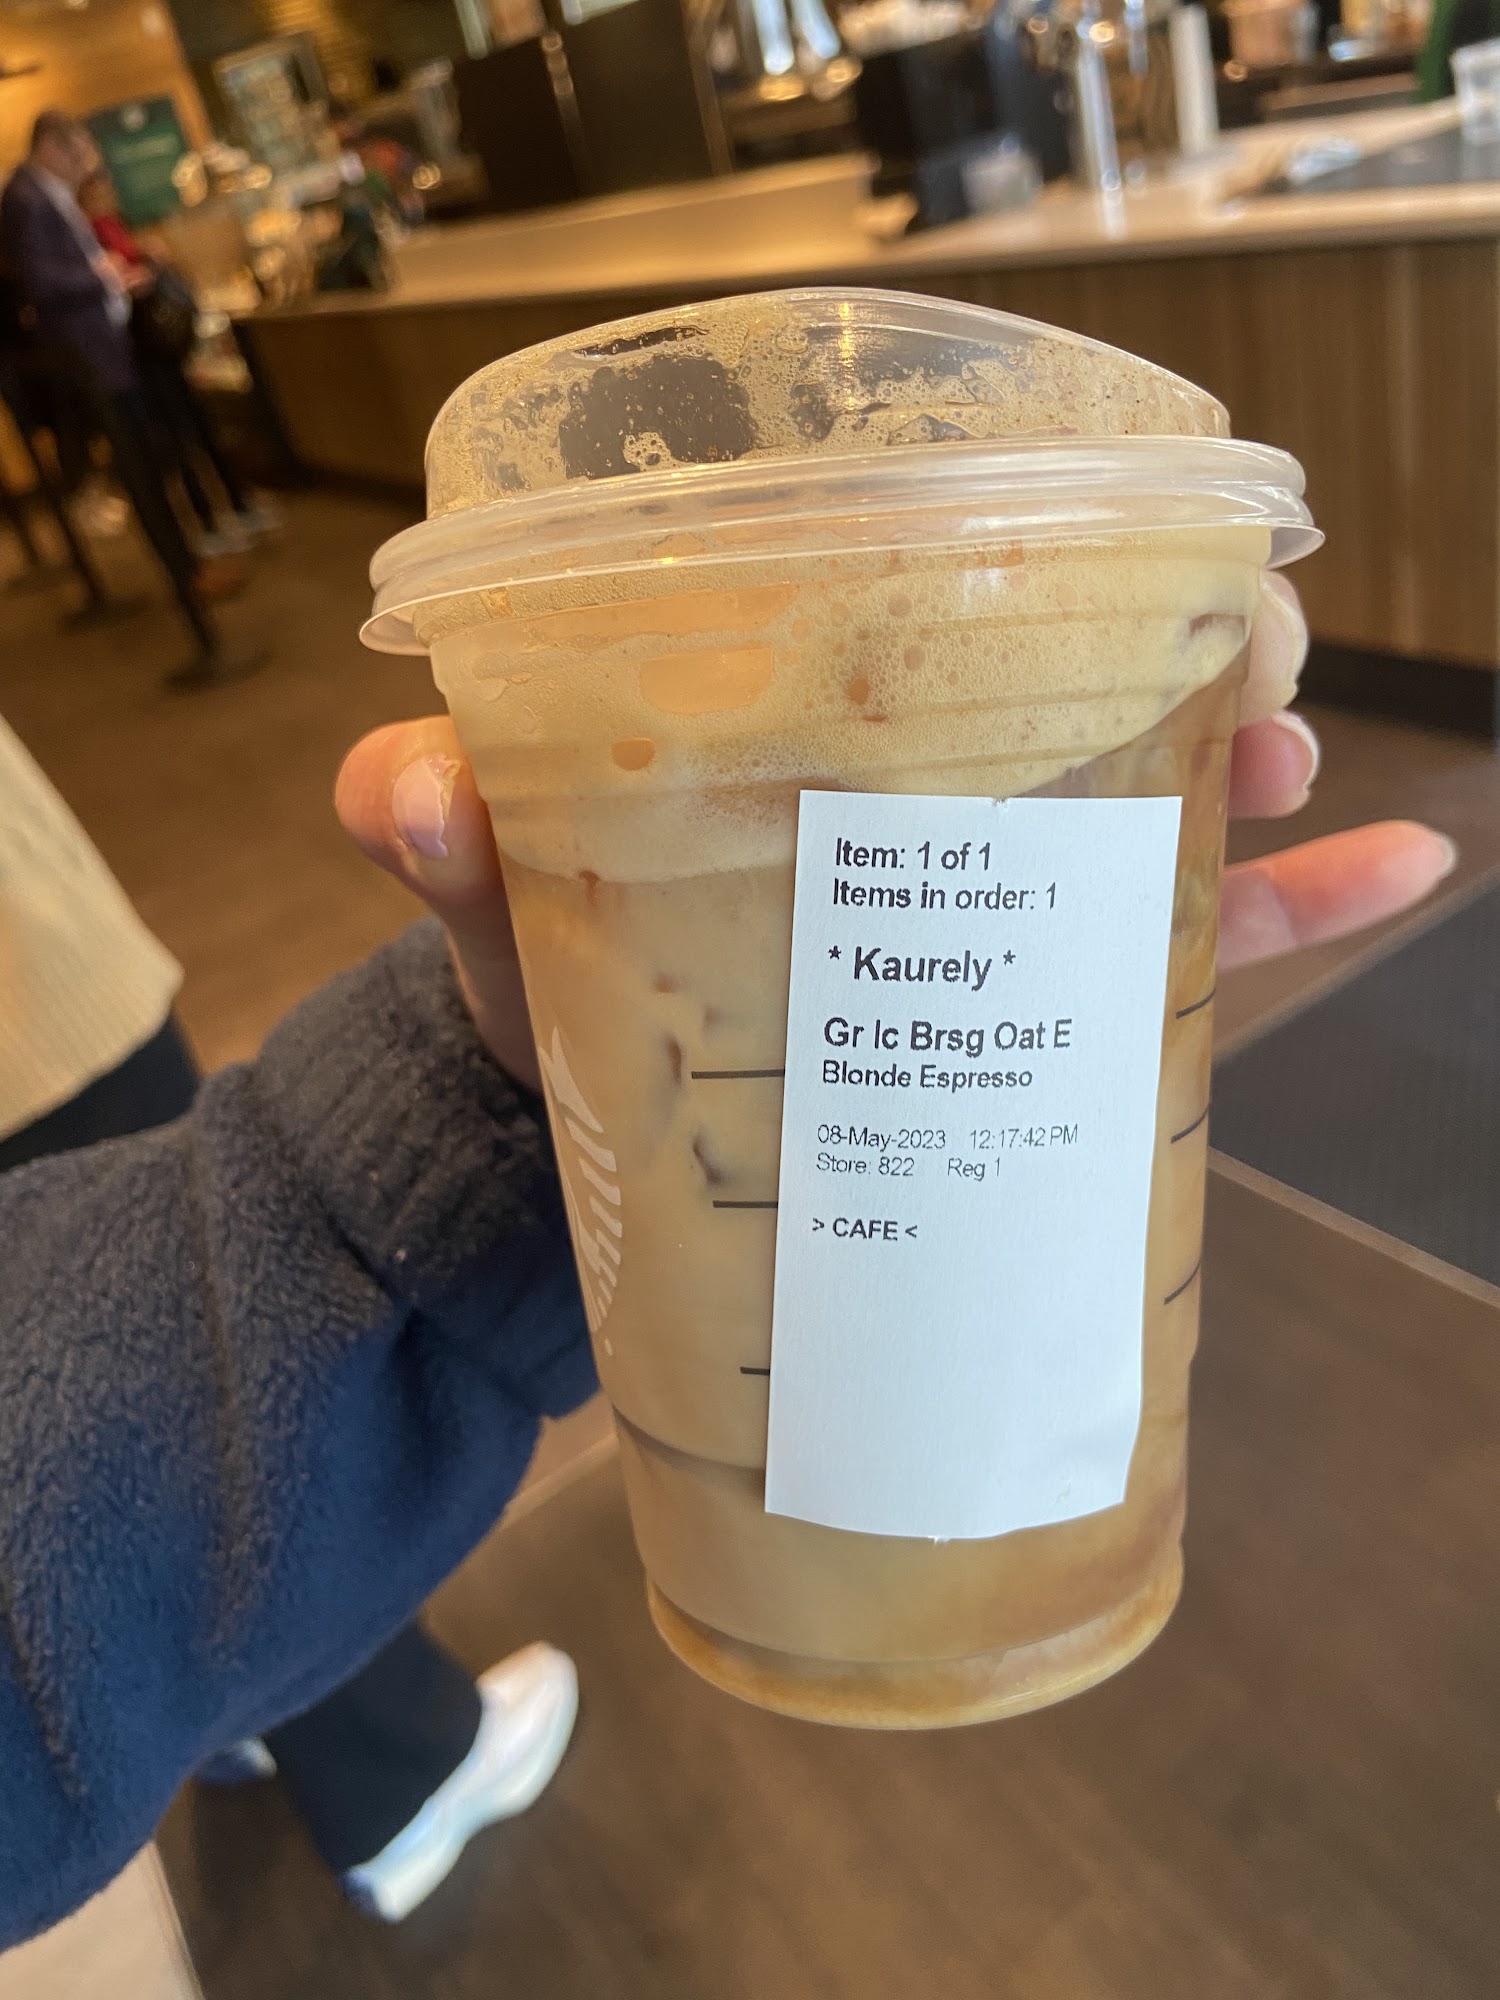 Item: 1 of 1
Items in order: 1
* Kaurely *
Gr Ic Brsg Oat E
Blonde Espresso
08-May-2023 12:17:42 PM
Store: 822 Reg 1
> CAFE <